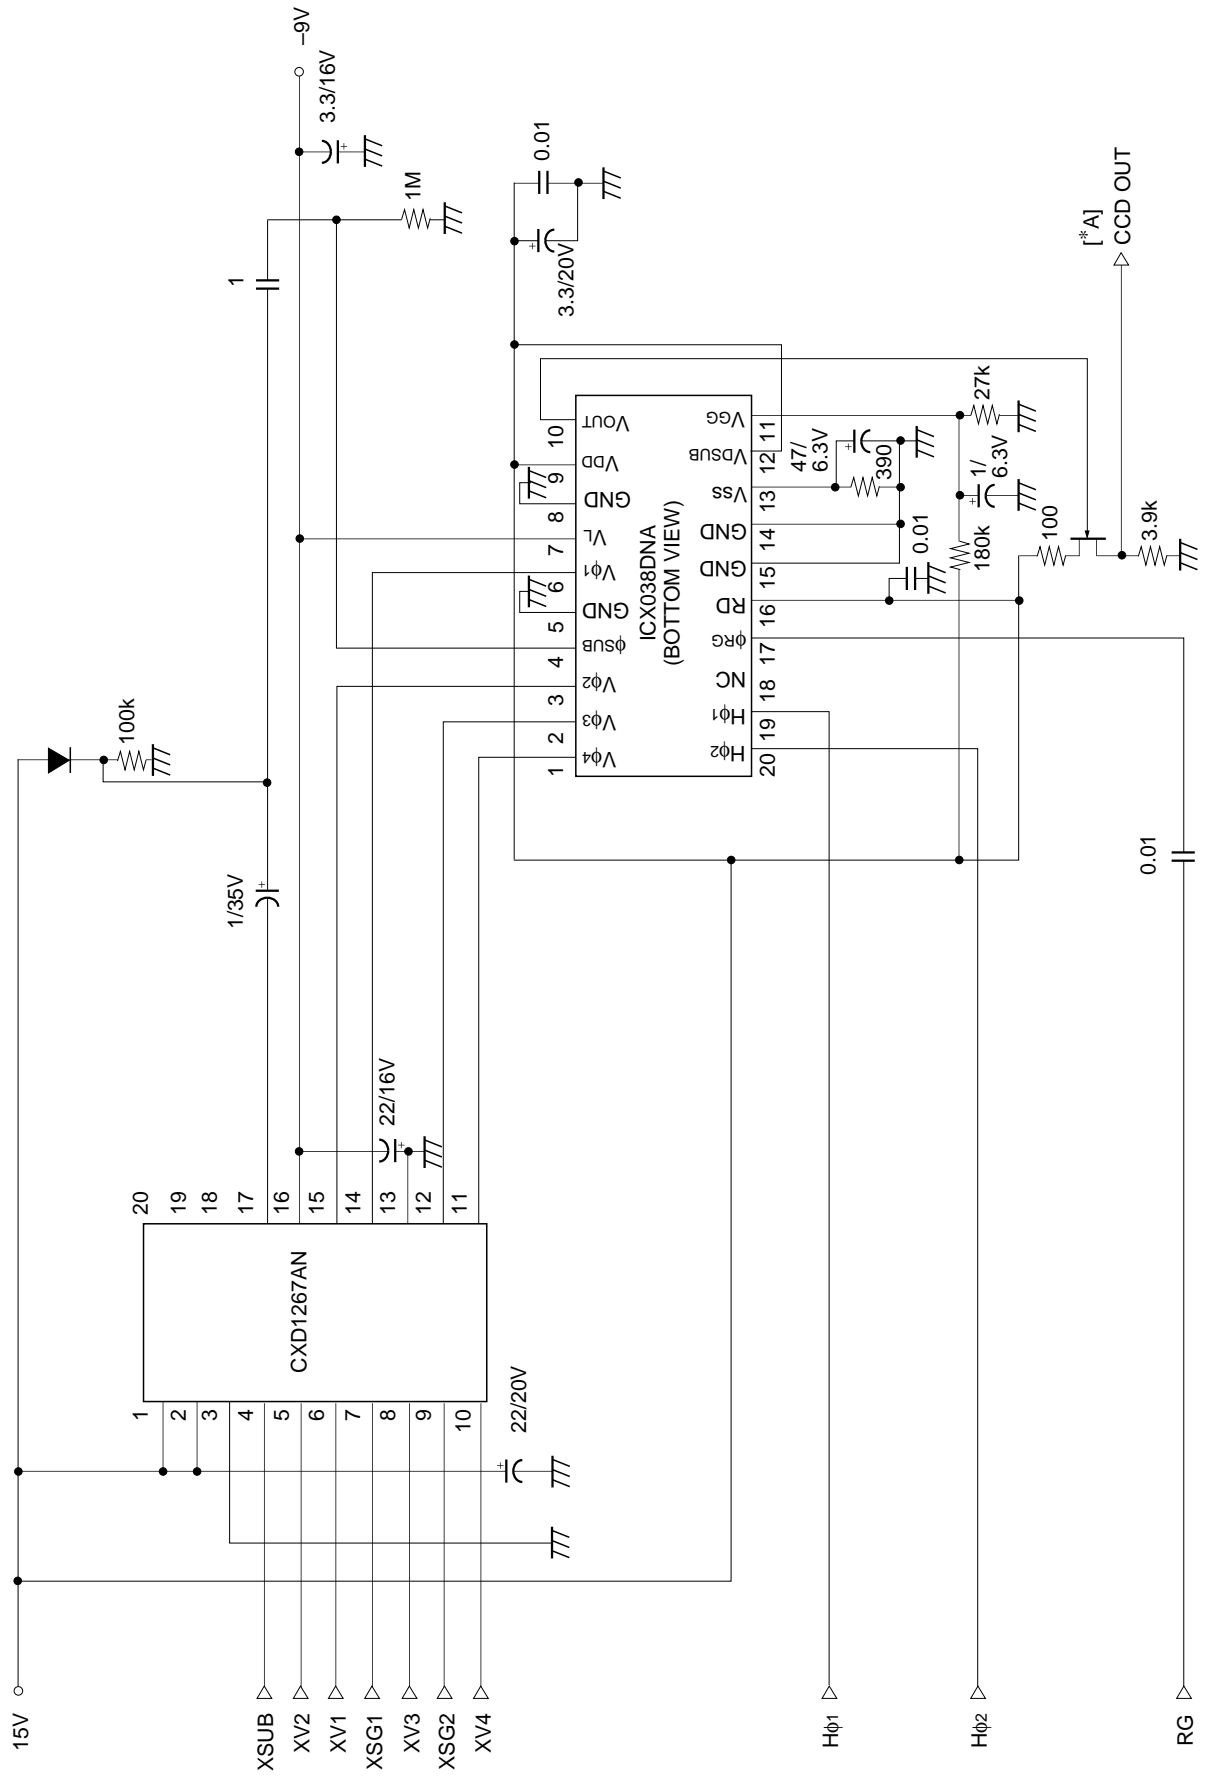 15V
XSUB
XV2
XV1
XSG1
XV3
XSG2
XV4
Hϕ1
Hϕ2
RG
22/20V
1
2
3
4
5
6
7
8
9
10
CXD1267AN
20
19
18
17
16
15
14
13
12
11
22/16V
1/35V
100k
1
1M
3.3/16V
–9V
0.01
1
2
3
4
5
6
7
8
9
10
Vϕ4
Vϕ3
Vϕ2
ϕSUB
GND
Vϕ1
VL
GND
VDD
VOUT
ICX038DNA
(BOTTOM VIEW)
Hϕ2
Hϕ1
NC
ϕRG
RD
GND
GND
VSS
VDSUB
VGG
20
19
18
17
16
15
14
13
12
11
3.3/20V
0.01
47/
6.3V
390
0.01
180k
1/
6.3V
27k
100
3.9k
[*A]
CCD OUT